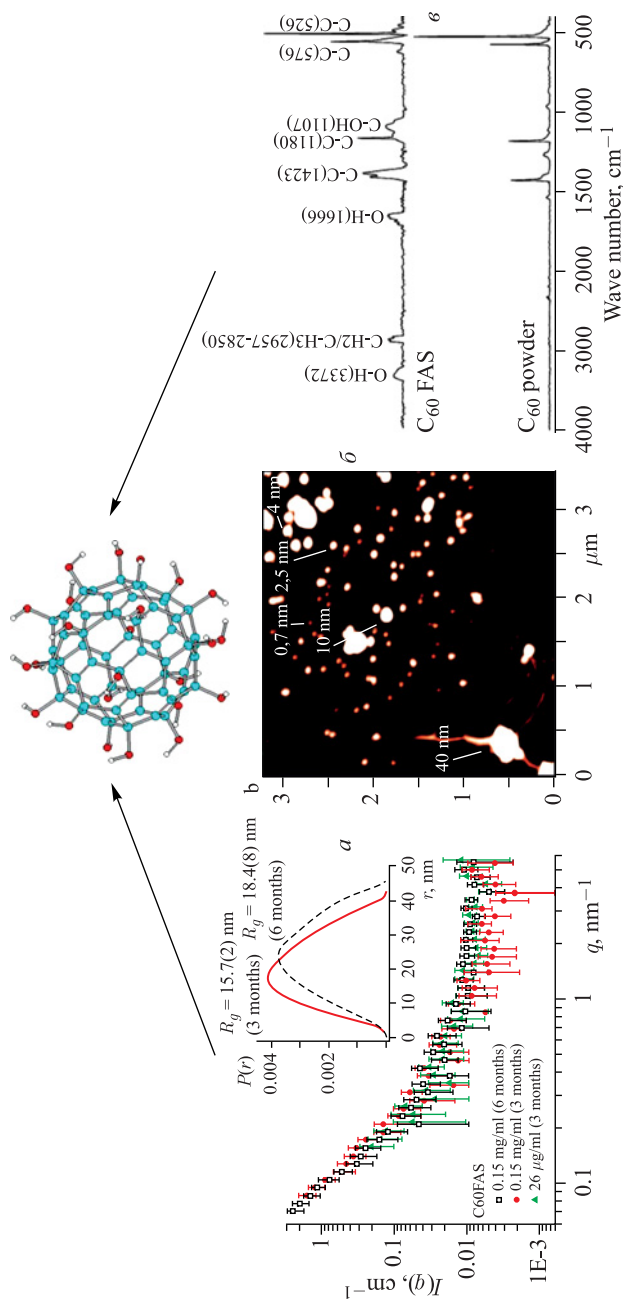 R_g = 15.7(2) nm
(3 months)
R_g = 18.4(8) nm
(6 months)
P(r)
0.004
0.002
0 10 20 30 40 50
r, nm
а
1
0.1
0.01
1E-3
I(q), cm⁻¹
C60FAS
0.15 mg/ml (6 months)
0.15 mg/ml (3 months)
26 μg/ml (3 months)
0.1 1
q, nm⁻¹
b
3
2
1
0
0 1 2 3
μm
40 nm
10 nm
0,7 nm
2,5 nm
4 nm
б
O-H(3372)
C-H2/C-H3(2957-2850)
O-H(1666)
C-C(1423)
C-C(1180)
C-OH(1107)
C-C(576)
C-C(526)
C₆₀ FAS
в
C₆₀ powder
4000 3000 2000 1500 1000 500
Wave number, cm⁻¹